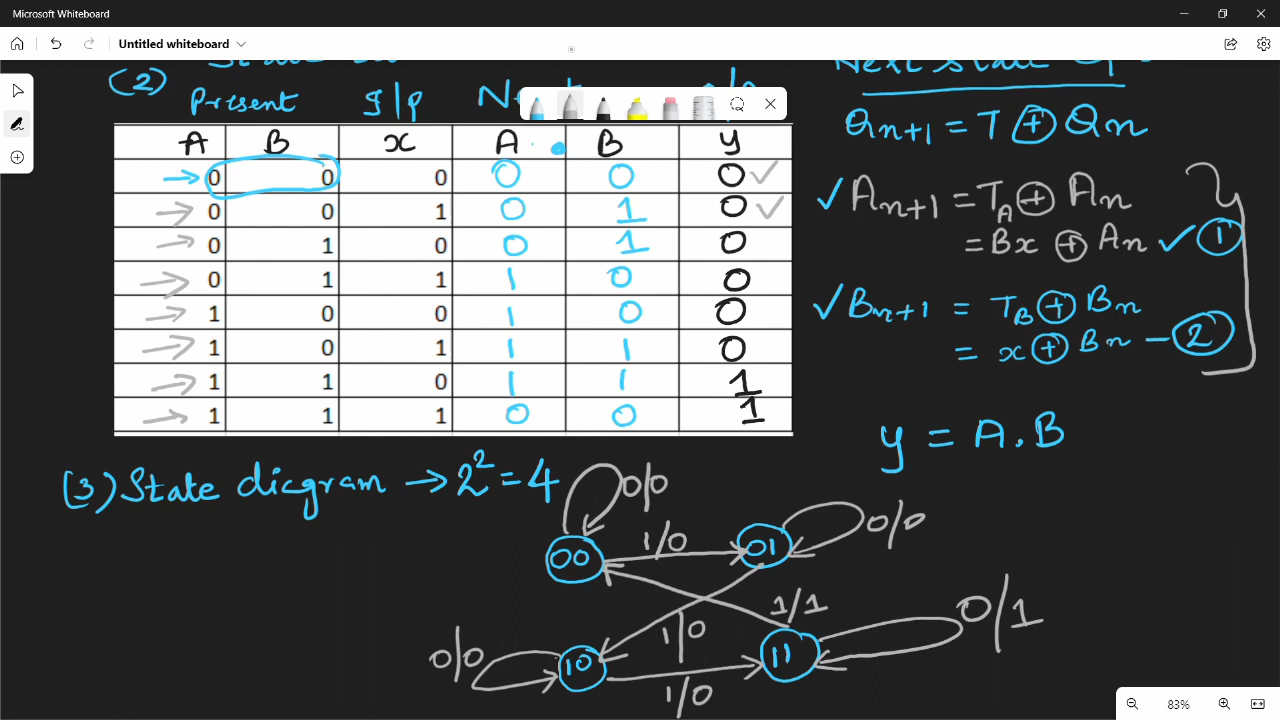 Microsoft Whiteboard
Untitled whiteboard
(2)
Present I/p
A B x A B y
0 0 0 0 0 0
0 0 1 0 1 0
0 1 0 0 1 0
0 1 1 1 0 0
1 0 0 1 0 0
1 0 1 1 1 0
1 1 0 1 1 1
1 1 1 0 0 1
Next State
Qn+1 = T ⊕ Qn
✓ An+1 = TA ⊕ An
= Bx ⊕ An ✓ 1
✓ Bn+1 = TB ⊕ Bn
= x ⊕ Bn - 2
y = A.B
(3) State diagram → 2² = 4
0/0
00 1/0 01 0/0
1/1
0/0 10 1/0 11 0/1
1/0
83%